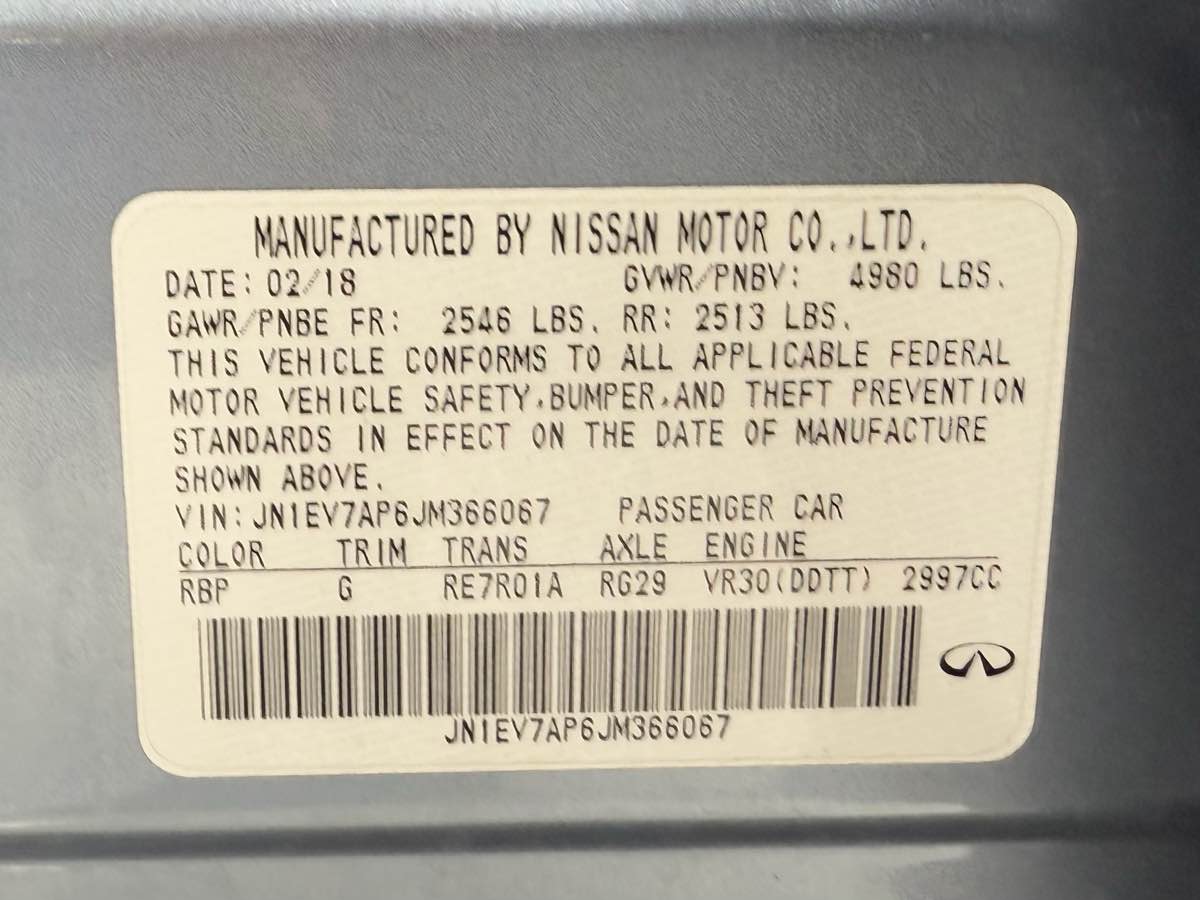 MANUFACTURED BY NISSAN MOTOR CO.,LTD.
DATE: 02/18 GVWR/PNBV: 4980 LBS.
GAWR/PNBE FR: 2546 LBS. RR: 2513 LBS.
THIS VEHICLE CONFORMS TO ALL APPLICABLE FEDERAL
MOTOR VEHICLE SAFETY,BUMPER,AND THEFT PREVENTION
STANDARDS IN EFFECT ON THE DATE OF MANUFACTURE
SHOWN ABOVE.
VIN:JN1EV7AP6JM366067 PASSENGER CAR
COLOR TRIM TRANS AXLE ENGINE
RBP G RE7R01A RG29 VR30(DDTT) 2997CC
JN1EV7AP6JM366067